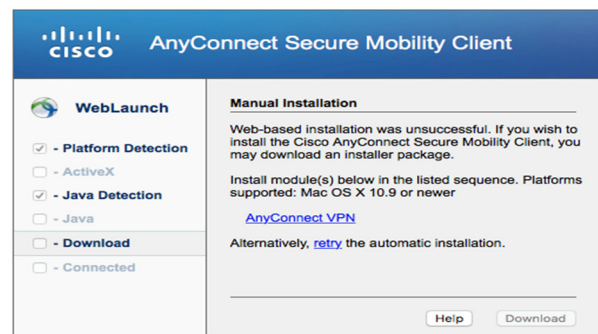 CISCO AnyConnect Secure Mobility Client
WebLaunch
- Platform Detection
- ActiveX
- Java Detection
- Java
- Download
- Connected
Manual Installation
Web-based installation was unsuccessful. If you wish to
install the Cisco AnyConnect Secure Mobility Client, you
may download an installer package.
Install module(s) below in the listed sequence. Platforms
supported: Mac OS X 10.9 or newer
AnyConnect VPN
Alternatively, retry the automatic installation.
Help Download